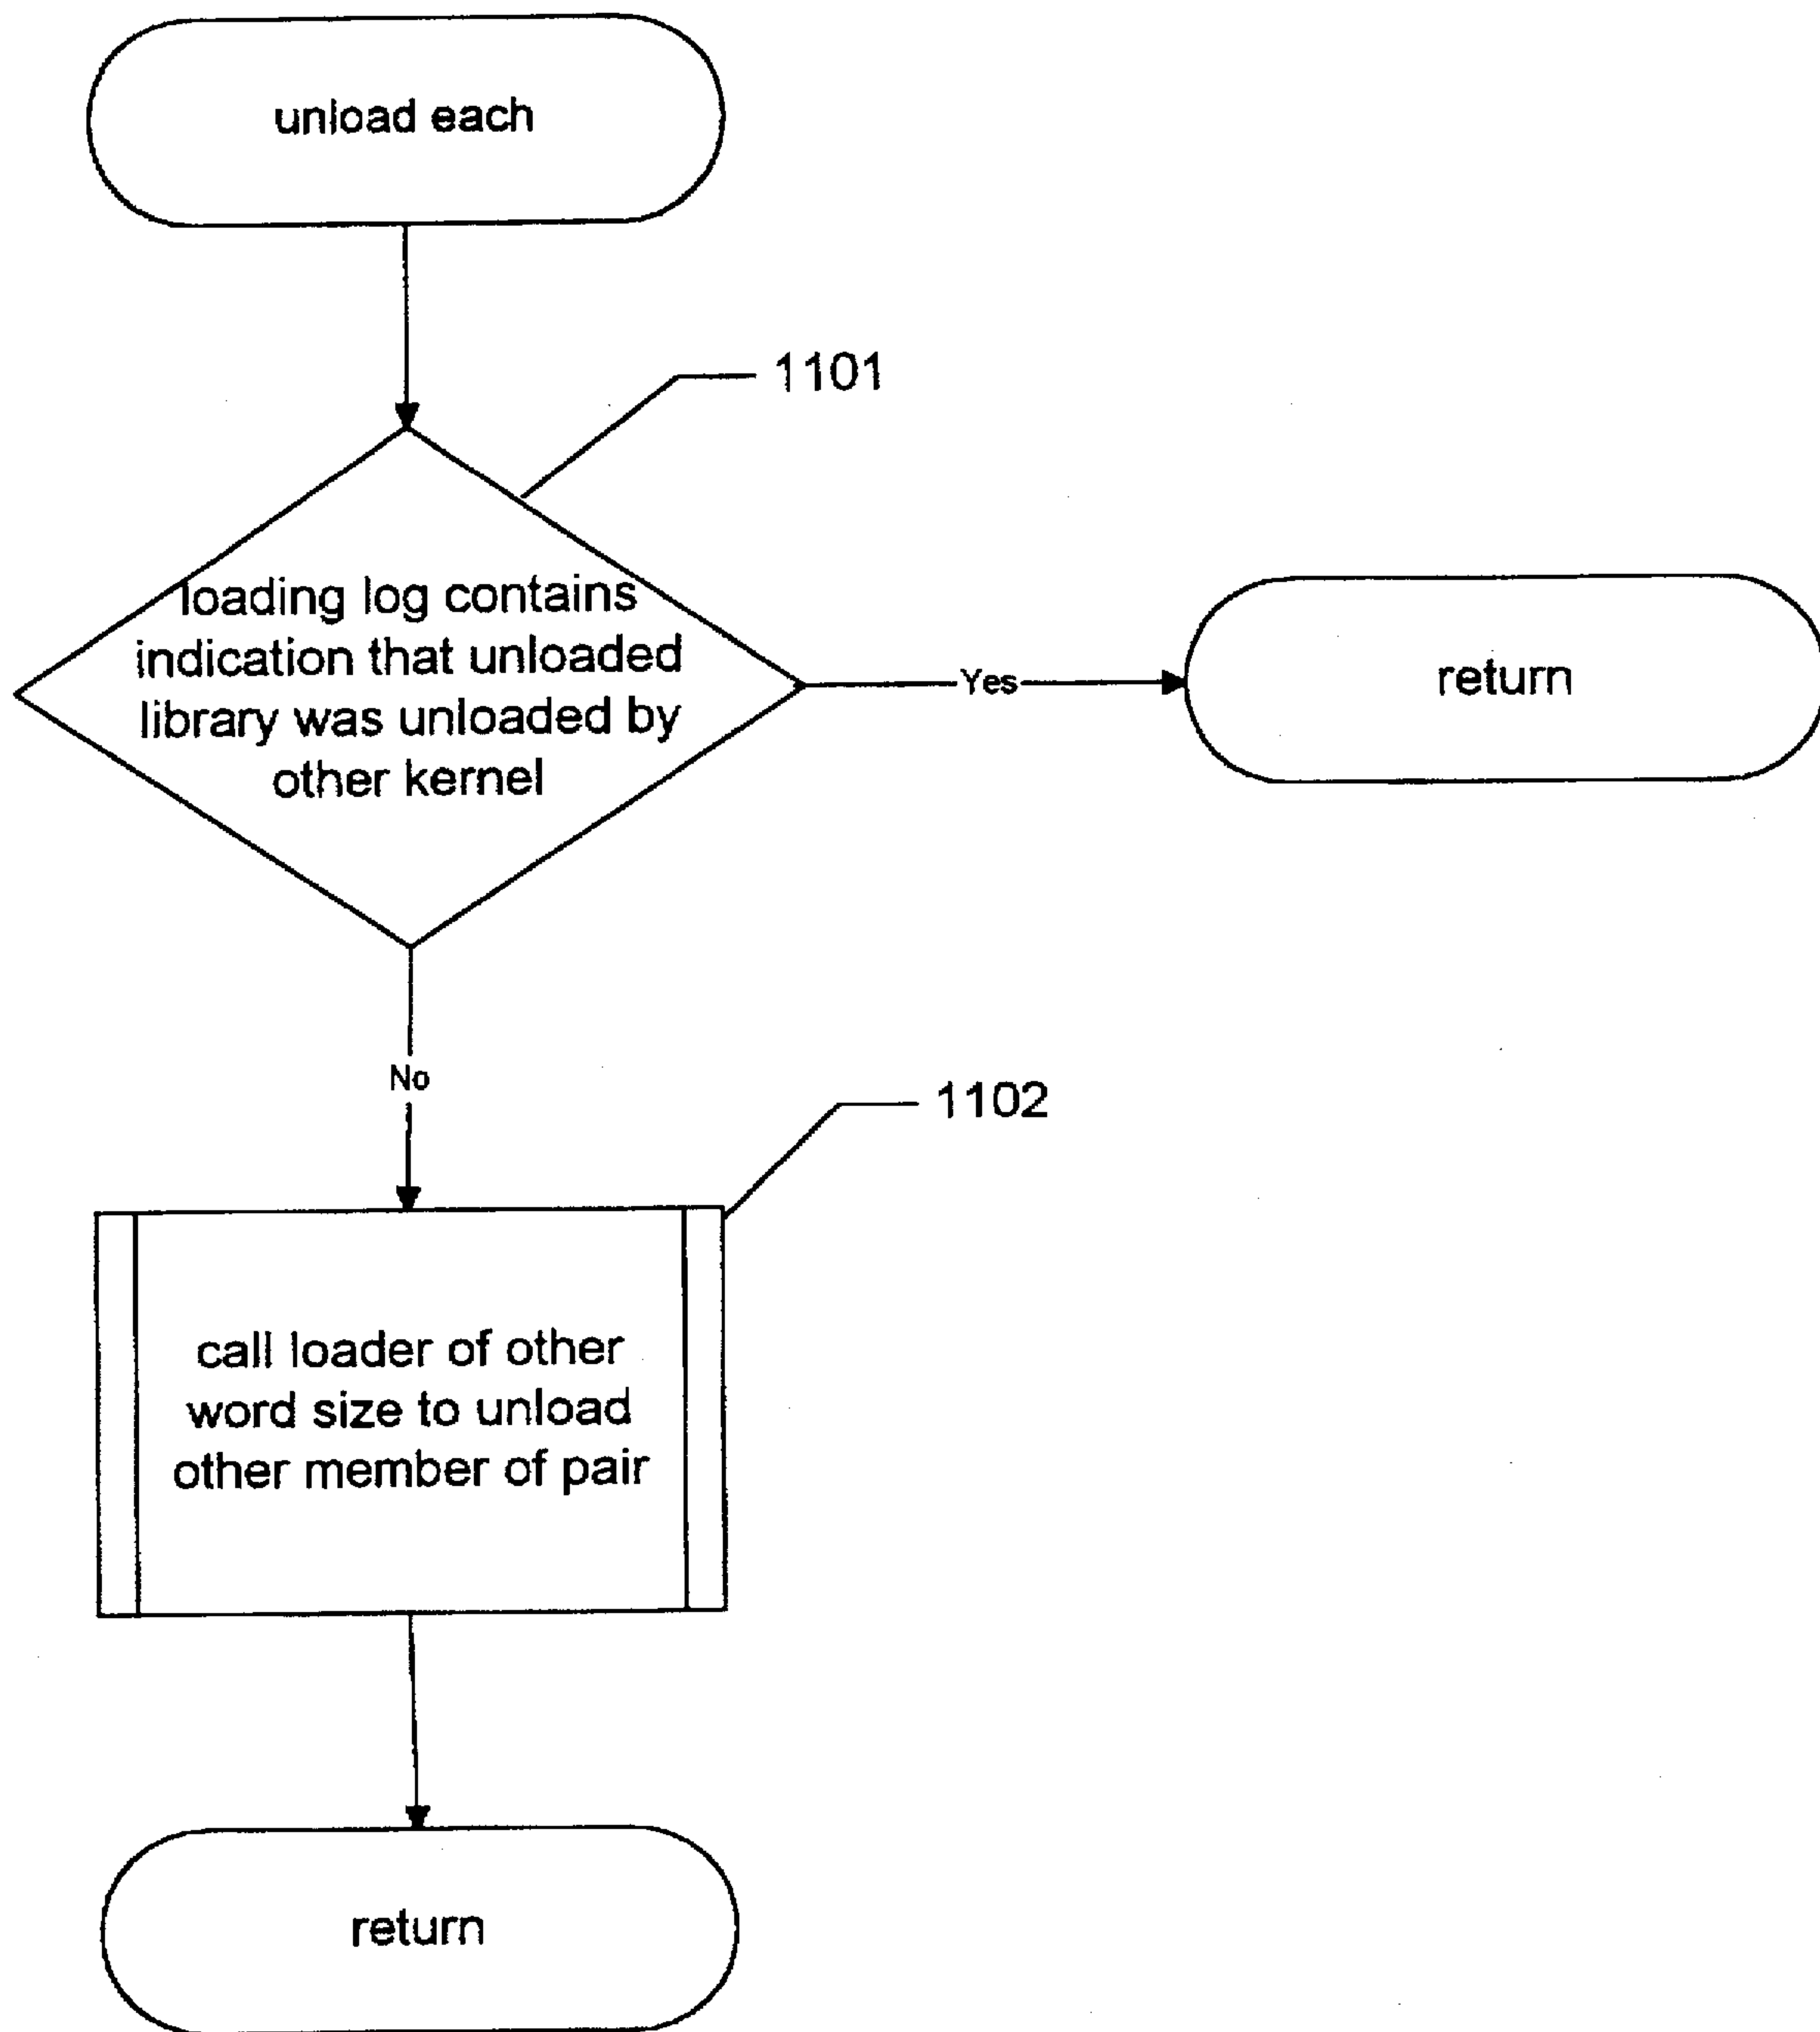 unload each
1101
loading log contains
indication that unloaded
library was unloaded by
other kernel
Yes
return
No
1102
call loader of other
word size to unload
other member of pair
return